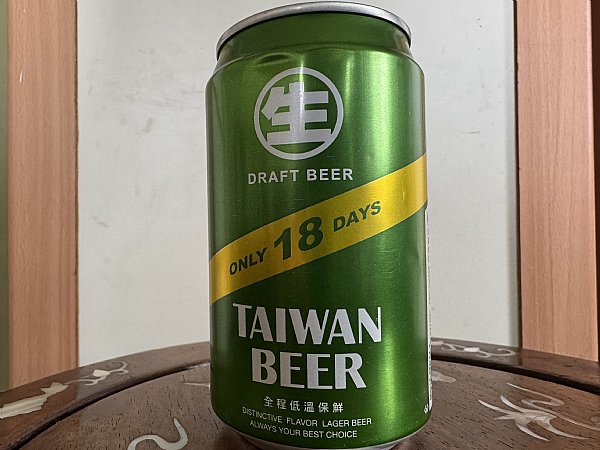 生
DRAFT BEER
ONLY 18 DAYS
TAIWAN
BEER
全程低溫保鮮
DISTINCTIVE FLAVOR LAGER BEER
ALWAYS YOUR BEST CHOICE